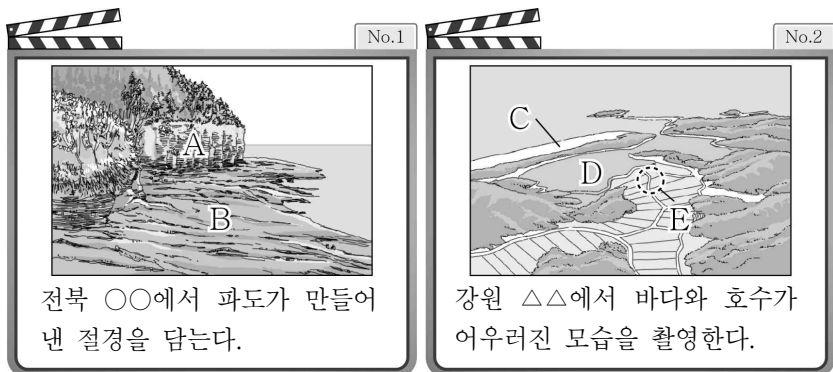 No.1
A
B
전북 ○○에서 파도가 만들어
낸 절경을 담는다.
No.2
C
D
E
강원 △△에서 바다와 호수가
어우러진 모습을 촬영한다.